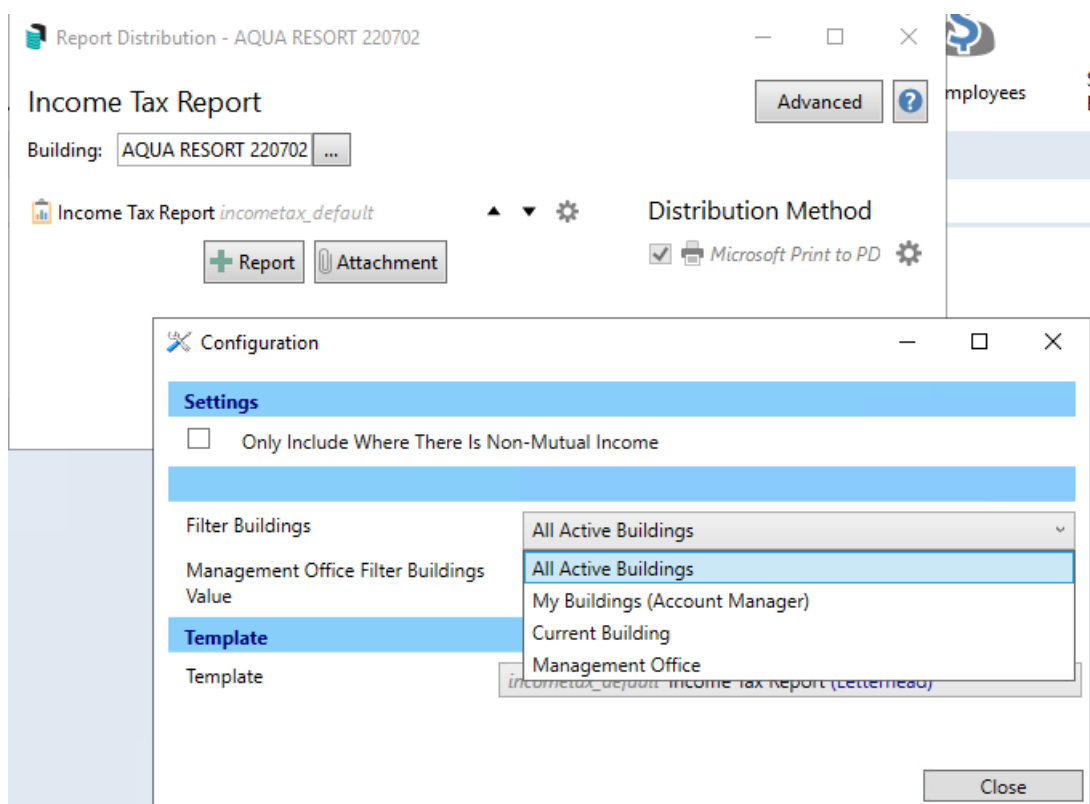 Report Distribution - AQUA RESORT 220702
Income Tax Report
Advanced
?
mployees
Building: AQUA RESORT 220702 ...
Income Tax Report incometax_default
Distribution Method
Report
Attachment
Microsoft Print to PD
Configuration
Settings
Only Include Where There Is Non-Mutual Income
Filter Buildings
All Active Buildings
Management Office Filter Buildings
Value
All Active Buildings
My Buildings (Account Manager)
Current Building
Management Office
Template
Template
incometax_default Income Tax Report (Letterhead)
Close